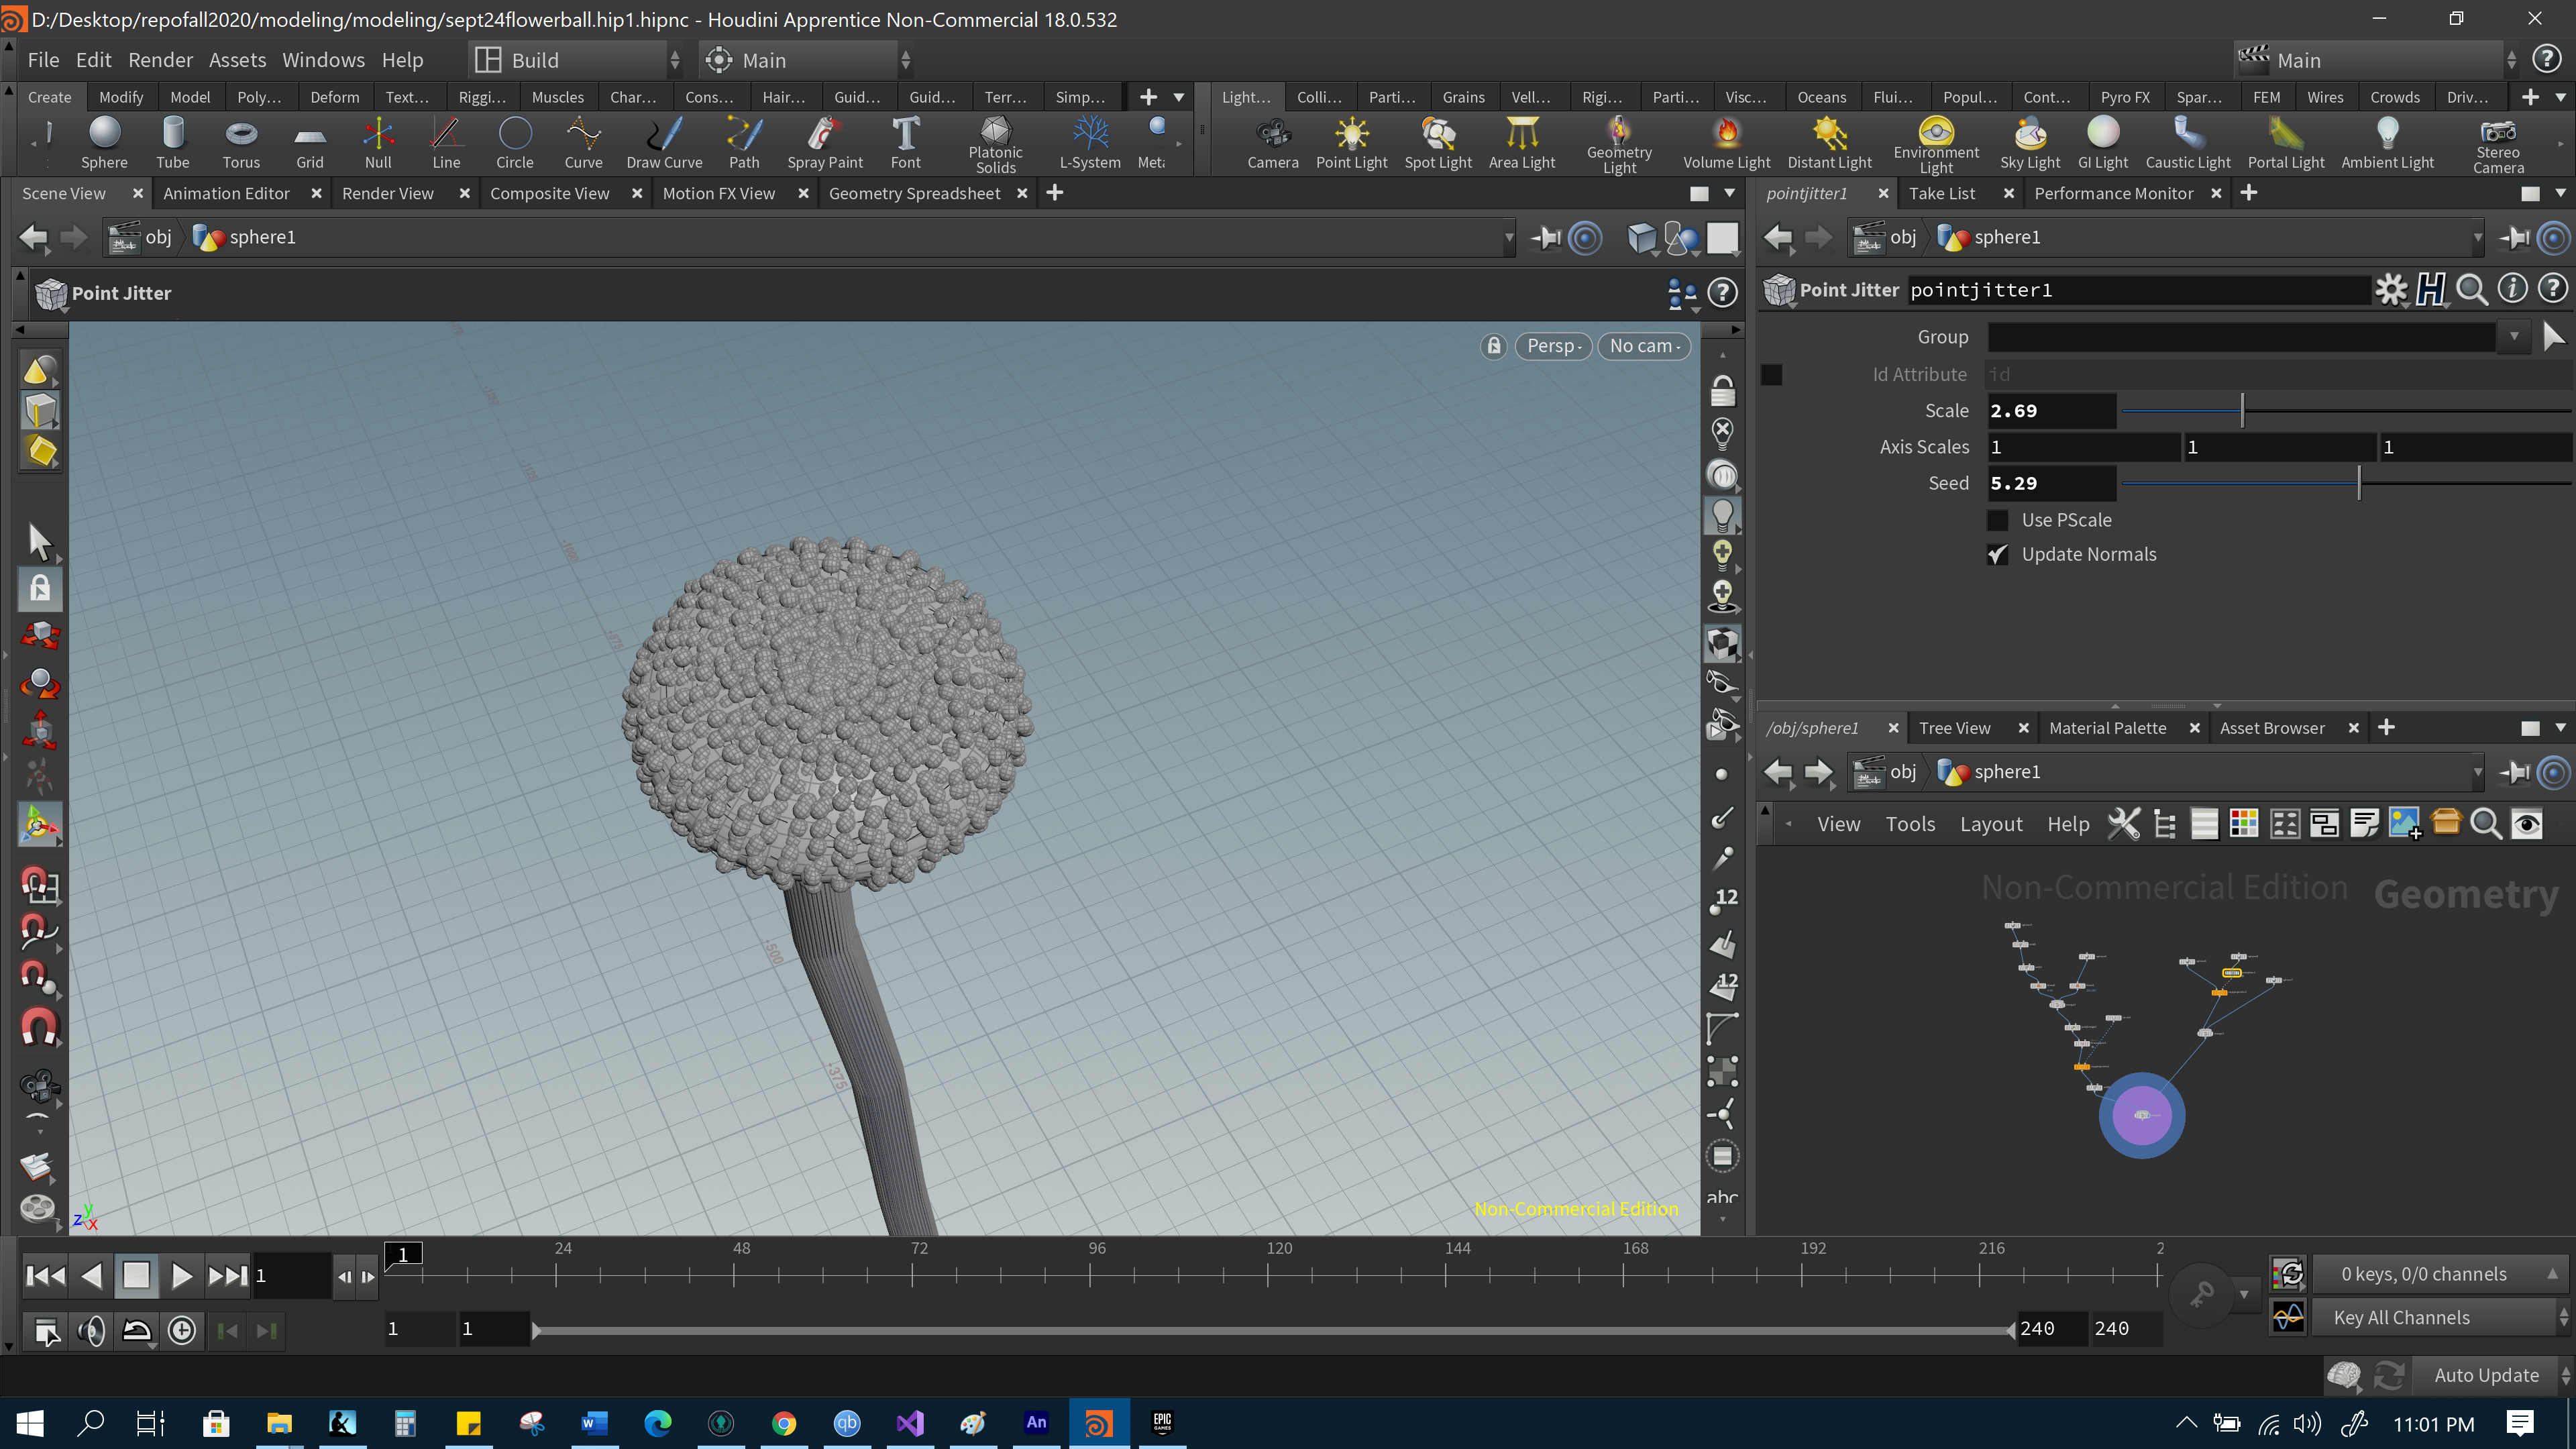 D:/Desktop/repofall2020/modeling/modeling/sept24flowerball.hip1.hipnc - Houdini Apprentice Non-Commercial 18.0.532
File Edit Render Assets Windows Help Build Main Main
Create Modify Model Poly... Deform Text... Riggi... Muscles Char... Cons... Hair... Guid... Guid... Terr... Simp... Light... Colli... Parti... Grains Vell... Rigi... Parti... Visc... Oceans Flui... Popul... Cont... Pyro FX Spar... FEM Wires Crowds Driv...
Sphere Tube Torus Grid Null Line Circle Curve Draw Curve Path Spray Paint Font Platonic Solids L-System Meta Camera Point Light Spot Light Area Light Geometry Light Volume Light Distant Light Environment Light Sky Light GI Light Caustic Light Portal Light Ambient Light Stereo Camera
Scene View Animation Editor Render View Composite View Motion FX View Geometry Spreadsheet
obj sphere1
Point Jitter
Persp No cam
Non-Commercial Edition
pointjitter1 Take List Performance Monitor
obj sphere1
Point Jitter pointjitter1
Group
Id Attribute id
Scale 2.69
Axis Scales 1 1 1
Seed 5.29
Use PScale
Update Normals
/obj/sphere1 Tree View Material Palette Asset Browser
obj sphere1
View Tools Layout Help
Non-Commercial Edition Geometry
12
12
abc
z y x
1 24 48 72 96 120 144 168 192 216 2
1
0 keys, 0/0 channels
1 1 240 240
Key All Channels
Auto Update
11:01 PM